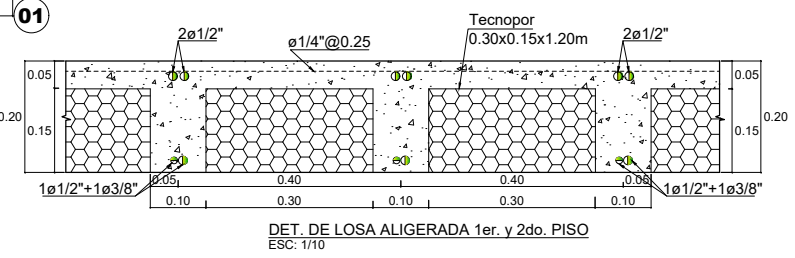 01
Tecnopor
0.30x0.15x1.20m
2ø1/2"
ø1/4"@0.25
2ø1/2"
0.05
0.05
0.20
0.15
0.15
0.20
1ø1/2"+1ø3/8"
0.05
0.40
0.40
0.05
1ø1/2"+1ø3/8"
0.10
0.30
0.10
0.30
0.10
DET. DE LOSA ALIGERADA 1er. y 2do. PISO
ESC: 1/10